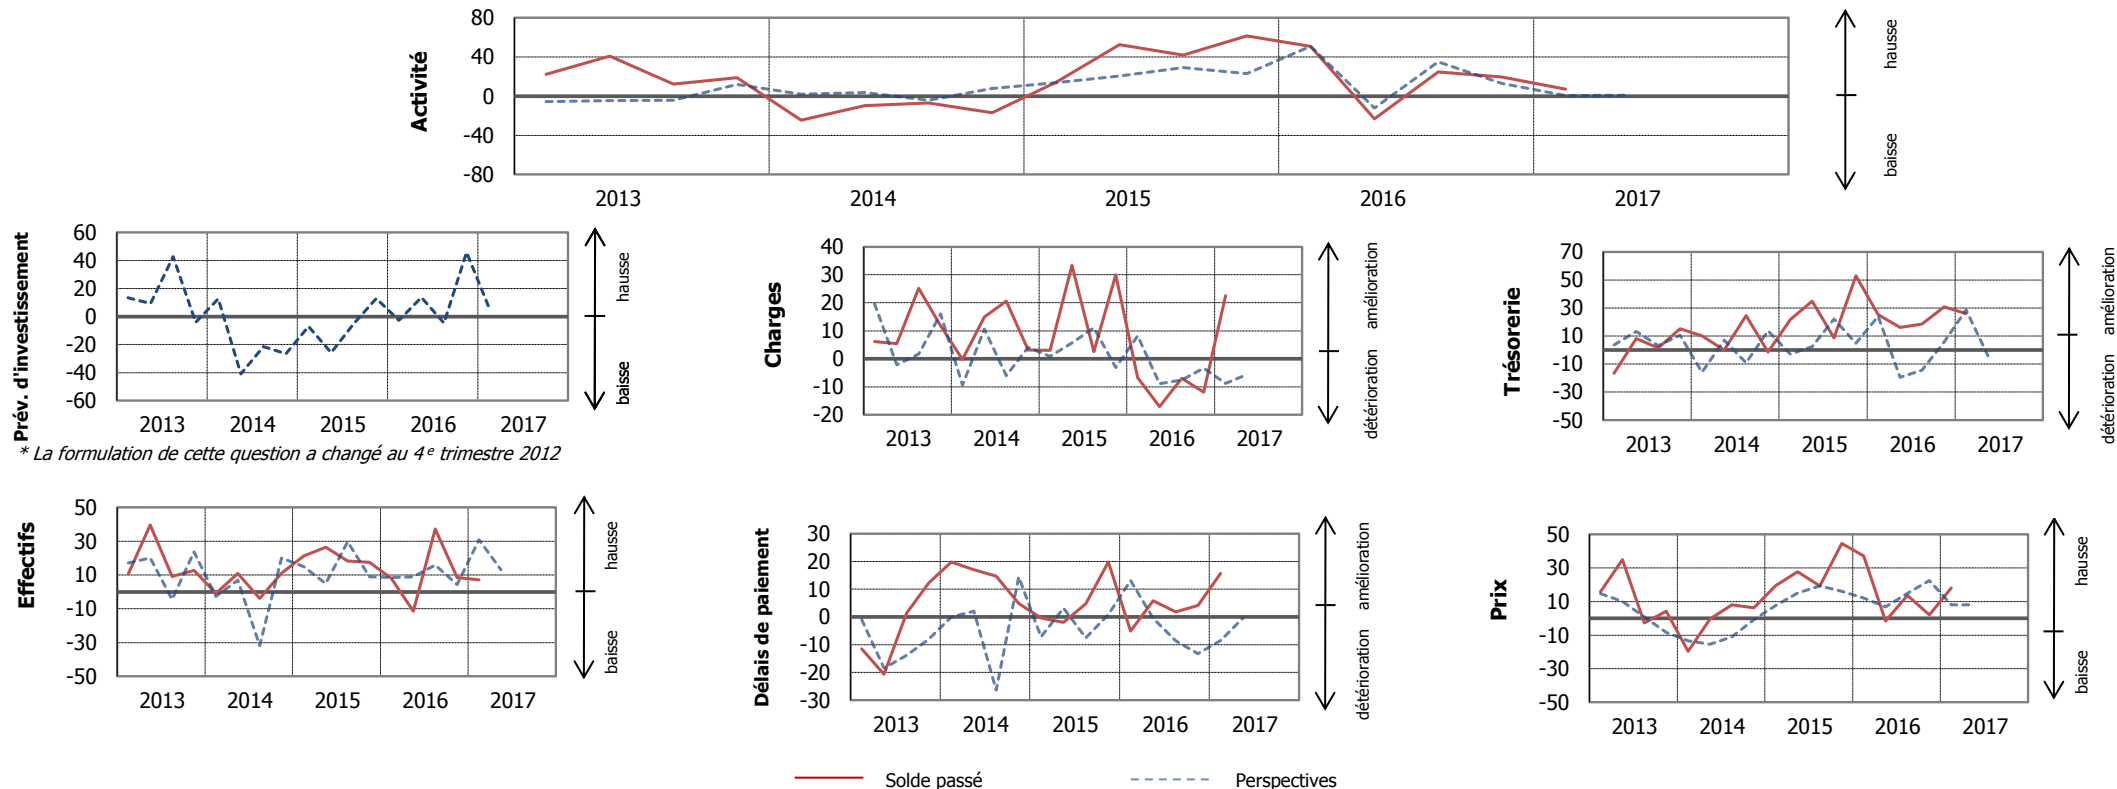 Activité
80
40
0
-40
-80
2013 2014 2015 2016 2017
hausse
baisse
Prév. d'investissement
60
40
20
0
-20
-40
-60
2013 2014 2015 2016 2017
hausse
baisse
* La formulation de cette question a changé au 4e trimestre 2012
Charges
40
30
20
10
0
-10
-20
2013 2014 2015 2016 2017
amélioration
détérioration
Trésorerie
70
50
30
10
-10
-30
-50
2013 2014 2015 2016 2017
amélioration
détérioration
Effectifs
50
30
10
-10
-30
-50
2013 2014 2015 2016 2017
hausse
baisse
Délais de paiement
30
20
10
0
-10
-20
-30
2013 2014 2015 2016 2017
amélioration
détérioration
Prix
50
30
10
-10
-30
-50
2013 2014 2015 2016 2017
hausse
baisse
Solde passé Perspectives